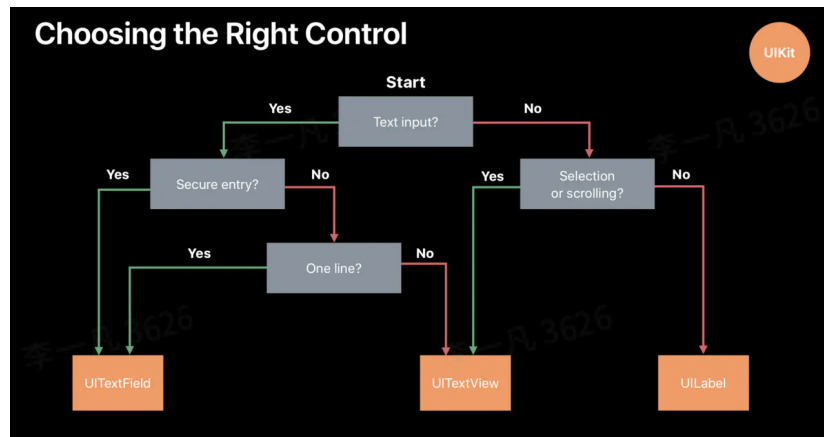 Choosing the Right Control
UIKit
Start
Yes
No
Text input?
Yes
No
Yes
No
Secure entry?
Selection
or scrolling?
Yes
No
One line?
UITextField
UITextView
UILabel
李一凡 3626
李一凡 3626
李一凡 3626
李一凡 3626